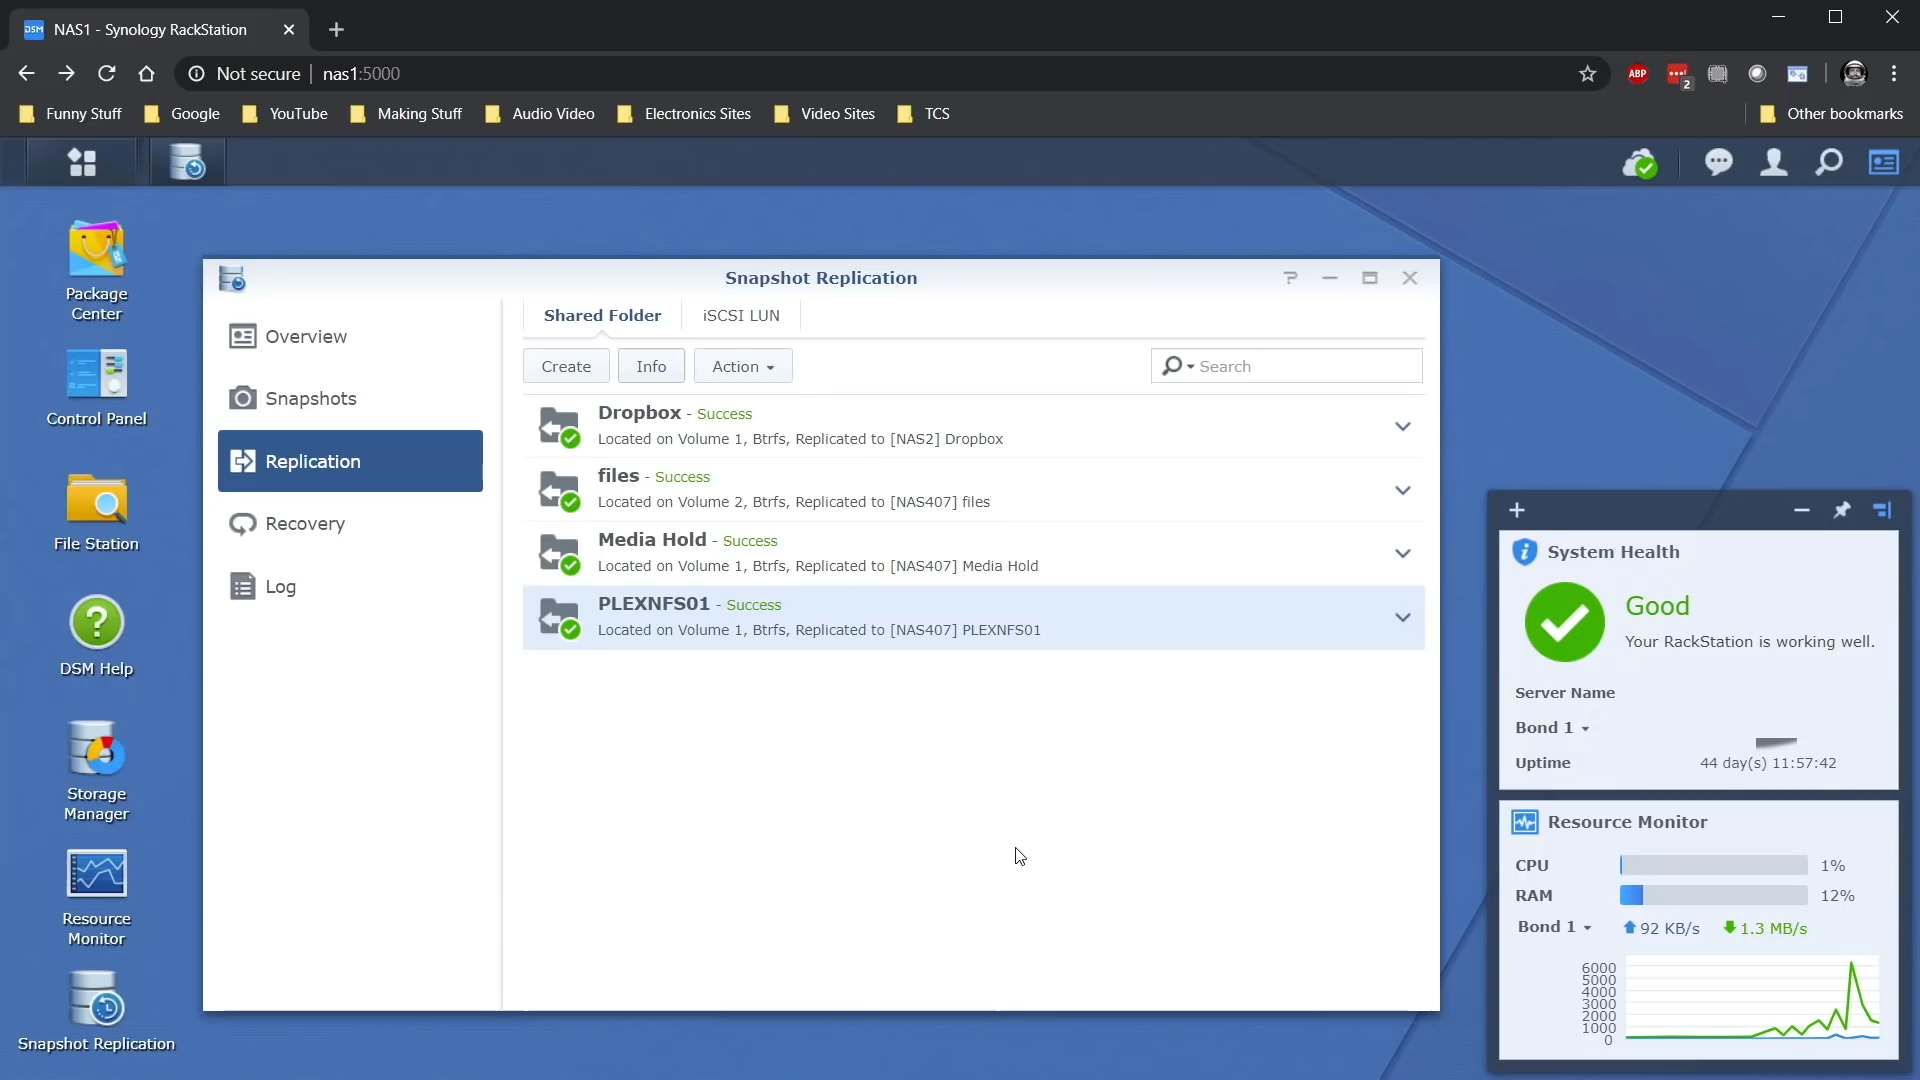 NAS1 - Synology RackStation
Not secure
nas1:5000
ABP
2
Funny Stuff
Google
YouTube
Making Stuff
Audio Video
Electronics Sites
Video Sites
TCS
Other bookmarks
Package
Center
Control Panel
File Station
DSM Help
Storage
Manager
Resource
Monitor
Snapshot Replication
Snapshot Replication
Overview
Snapshots
Replication
Recovery
Log
Shared Folder
iSCSI LUN
Create
Info
Action
Search
Dropbox - Success
Located on Volume 1, Btrfs, Replicated to [NAS2] Dropbox
files - Success
Located on Volume 2, Btrfs, Replicated to [NAS407] files
Media Hold - Success
Located on Volume 1, Btrfs, Replicated to [NAS407] Media Hold
PLEXNFS01 - Success
Located on Volume 1, Btrfs, Replicated to [NAS407] PLEXNFS01
System Health
Good
Your RackStation is working well.
Server Name
Bond 1
Uptime 44 day(s) 11:57:42
Resource Monitor
CPU 1%
RAM 12%
Bond 1 92 KB/s 1.3 MB/s
6000
5000
4000
3000
2000
1000
0